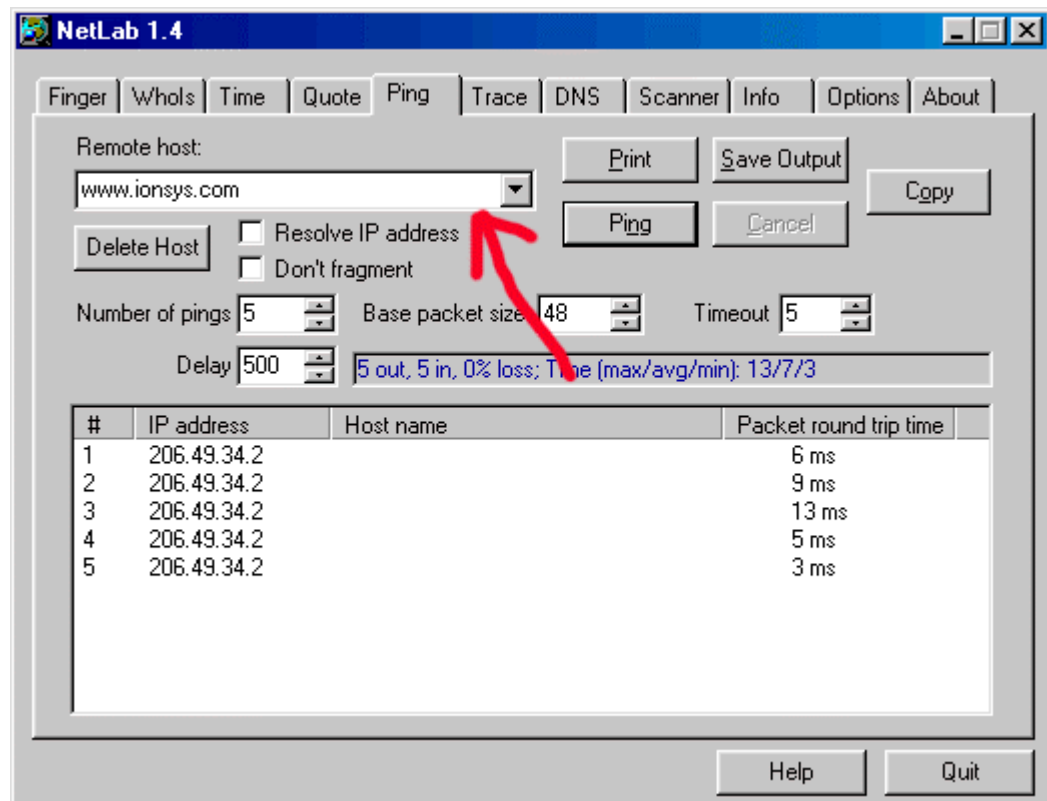 NetLab 1.4
Finger WhoIs Time Quote Ping Trace DNS Scanner Info Options About
Remote host:
www.ionsys.com
Print Save Output
Copy
Delete Host
Resolve IP address
Don't fragment
Ping Cancel
Number of pings 5 Base packet size 48 Timeout 5
Delay 500 5 out, 5 in, 0% loss; Time (max/avg/min): 13/7/3
# IP address Host name Packet round trip time
1 206.49.34.2 6 ms
2 206.49.34.2 9 ms
3 206.49.34.2 13 ms
4 206.49.34.2 5 ms
5 206.49.34.2 3 ms
Help Quit